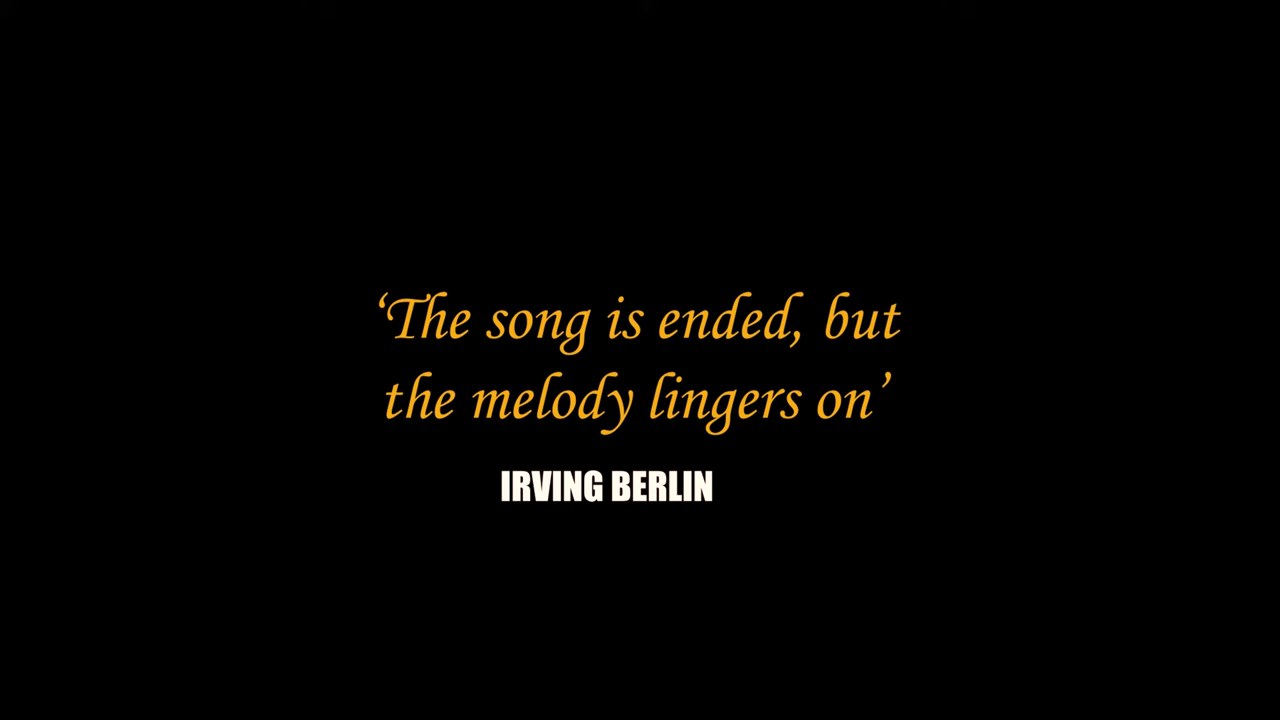 ‘The song is ended, but
the melody lingers on’
IRVING BERLIN